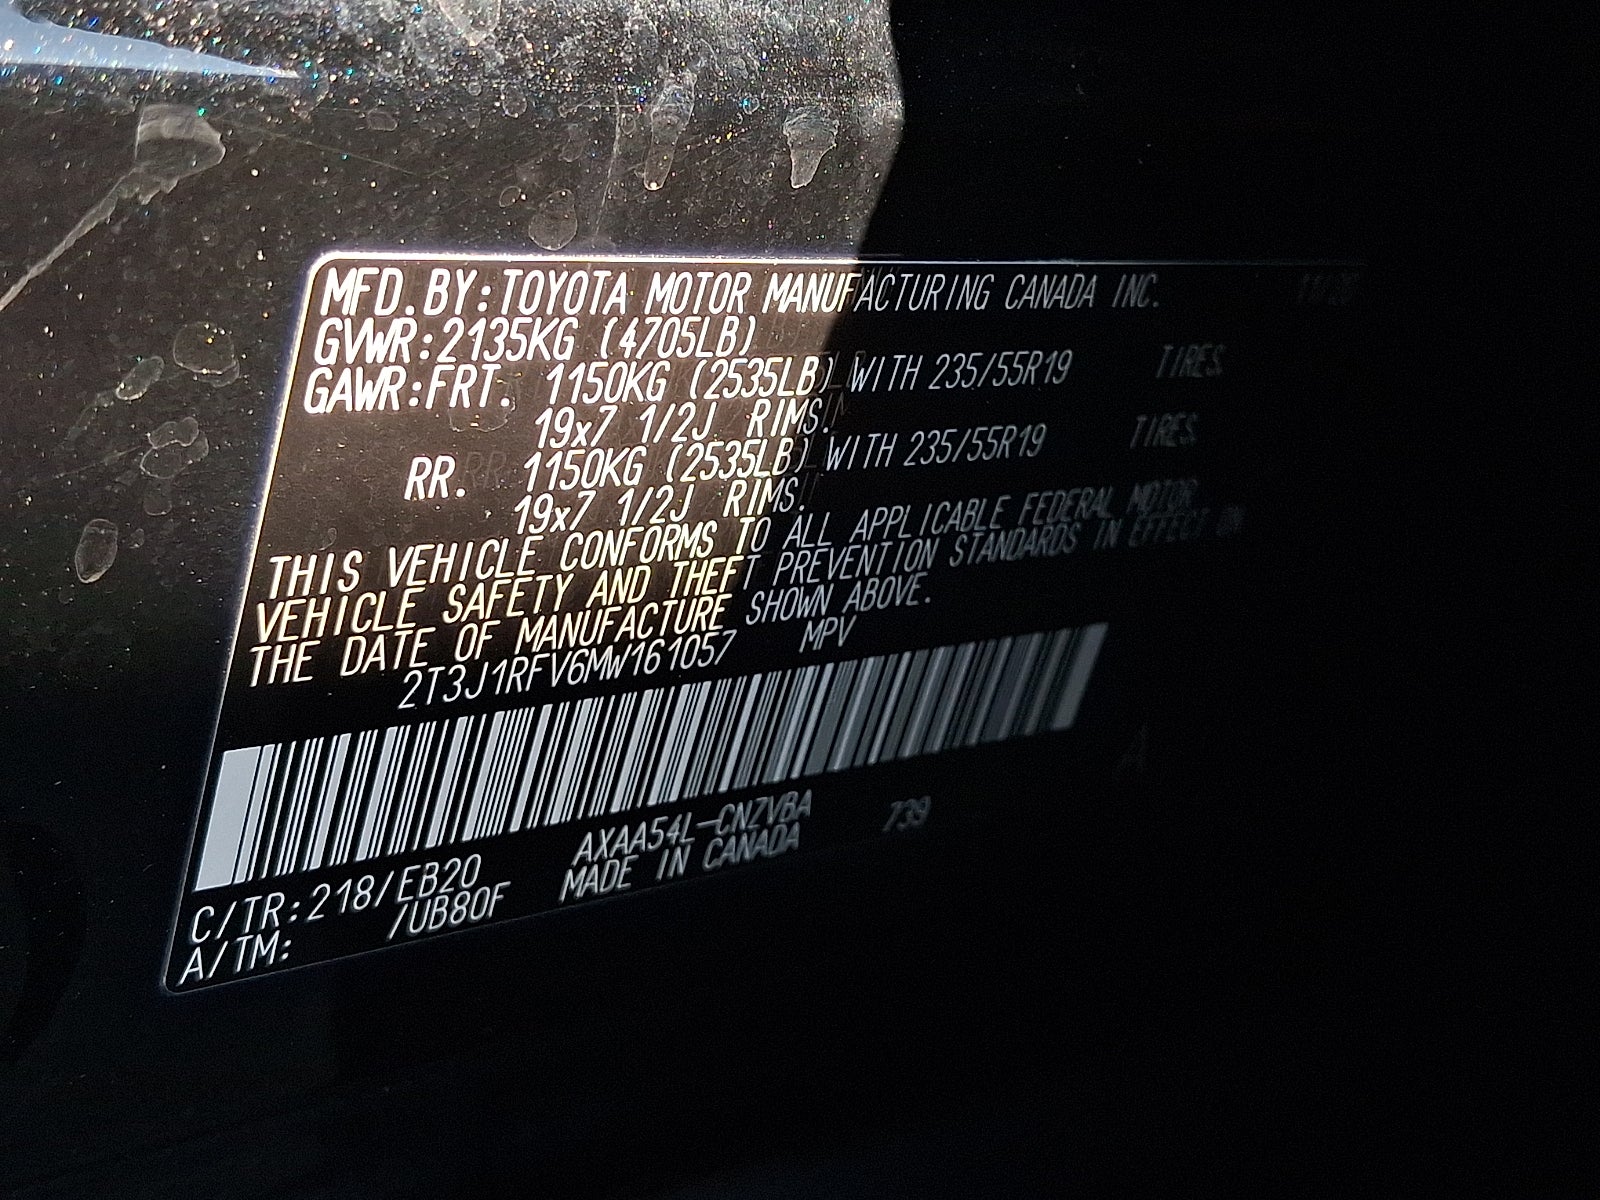 MFD.BY:TOYOTA MOTOR MANUFACTURING CANADA INC. 11/20
GVWR:2135KG (4705LB)
GAWR:FRT. 1150KG (2535LB) WITH 235/55R19 TIRES
19x7 1/2J RIMS.
RR. 1150KG (2535LB) WITH 235/55R19 TIRES
19x7 1/2J RIMS.
THIS VEHICLE CONFORMS TO ALL APPLICABLE FEDERAL MOTOR
VEHICLE SAFETY AND THEFT PREVENTION STANDARDS IN EFFECT ON
THE DATE OF MANUFACTURE SHOWN ABOVE.
2T3J1RFV6MW161057 MPV
A
C/TR:218/EB20 AXAA54L-CNZVBA 739
A/TM: /UB80F MADE IN CANADA